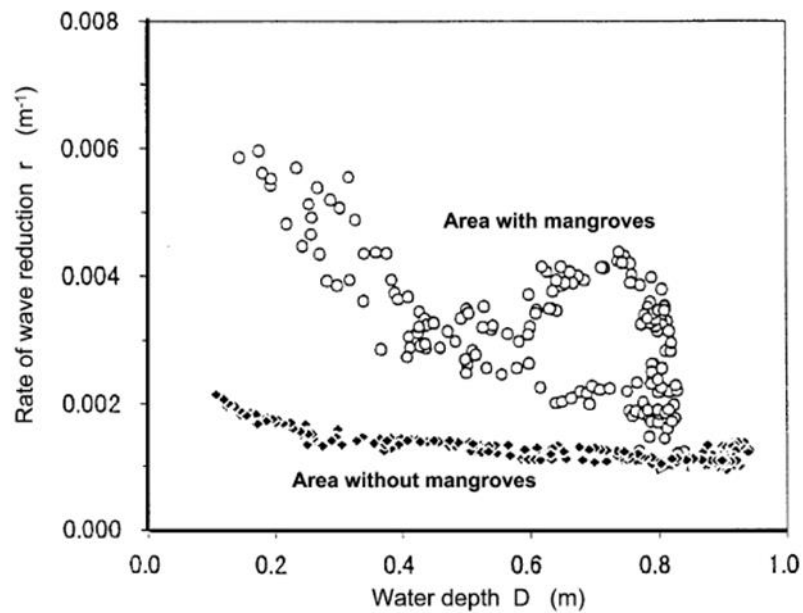 0.008
0.006
0.004
0.002
0.000
Rate of wave reduction r (m⁻¹)
Area with mangroves
Area without mangroves
0.0 0.2 0.4 0.6 0.8 1.0
Water depth D (m)